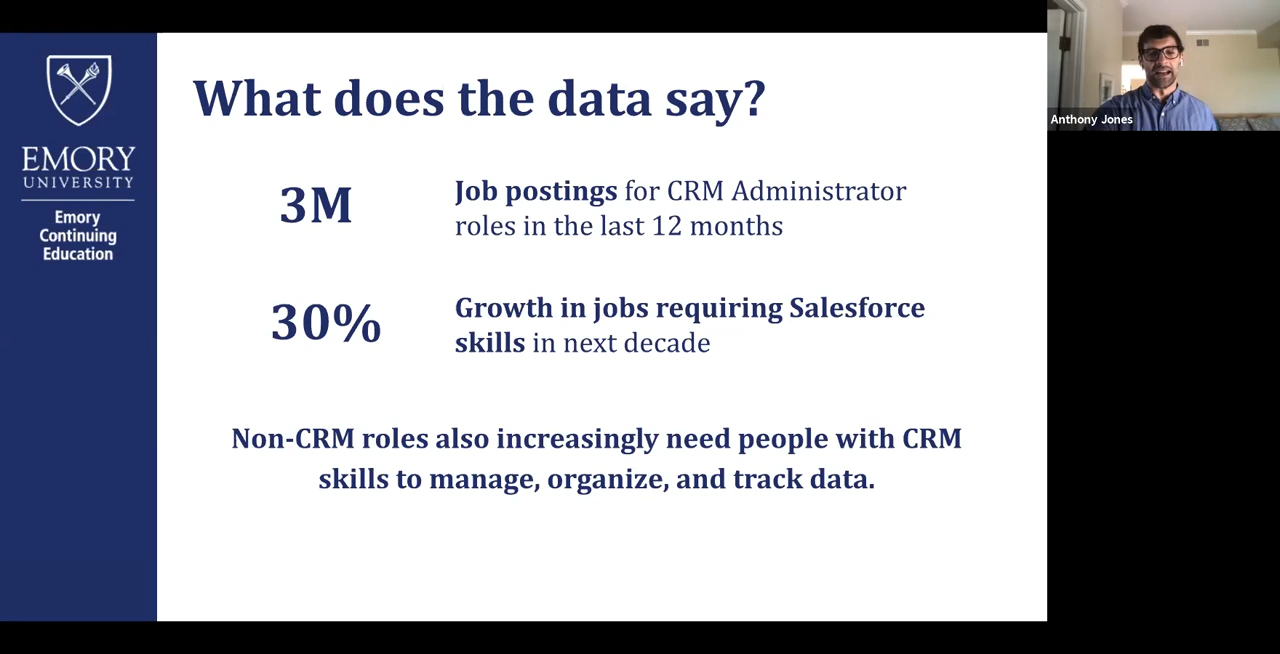 What does the data say?
EMORY
UNIVERSITY
Emory
Continuing
Education
3M
Job postings for CRM Administrator
roles in the last 12 months
30%
Growth in jobs requiring Salesforce
skills in next decade
Non-CRM roles also increasingly need people with CRM
skills to manage, organize, and track data.
Anthony Jones